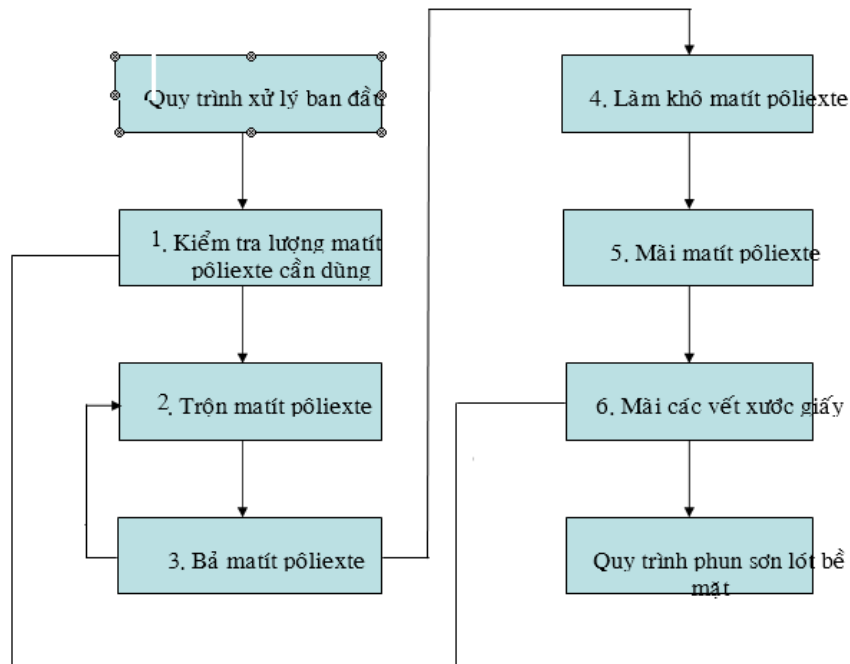 Quy trình xử lý ban đầu
1. Kiểm tra lượng matít
pôliexte cần dùng
2. Trộn matít pôliexte
3. Bả matít pôliexte
4. Làm khô matít pôliexte
5. Mài matít pôliexte
6. Mài các vết xước giấy
Quy trình phun sơn lót bề
mặt